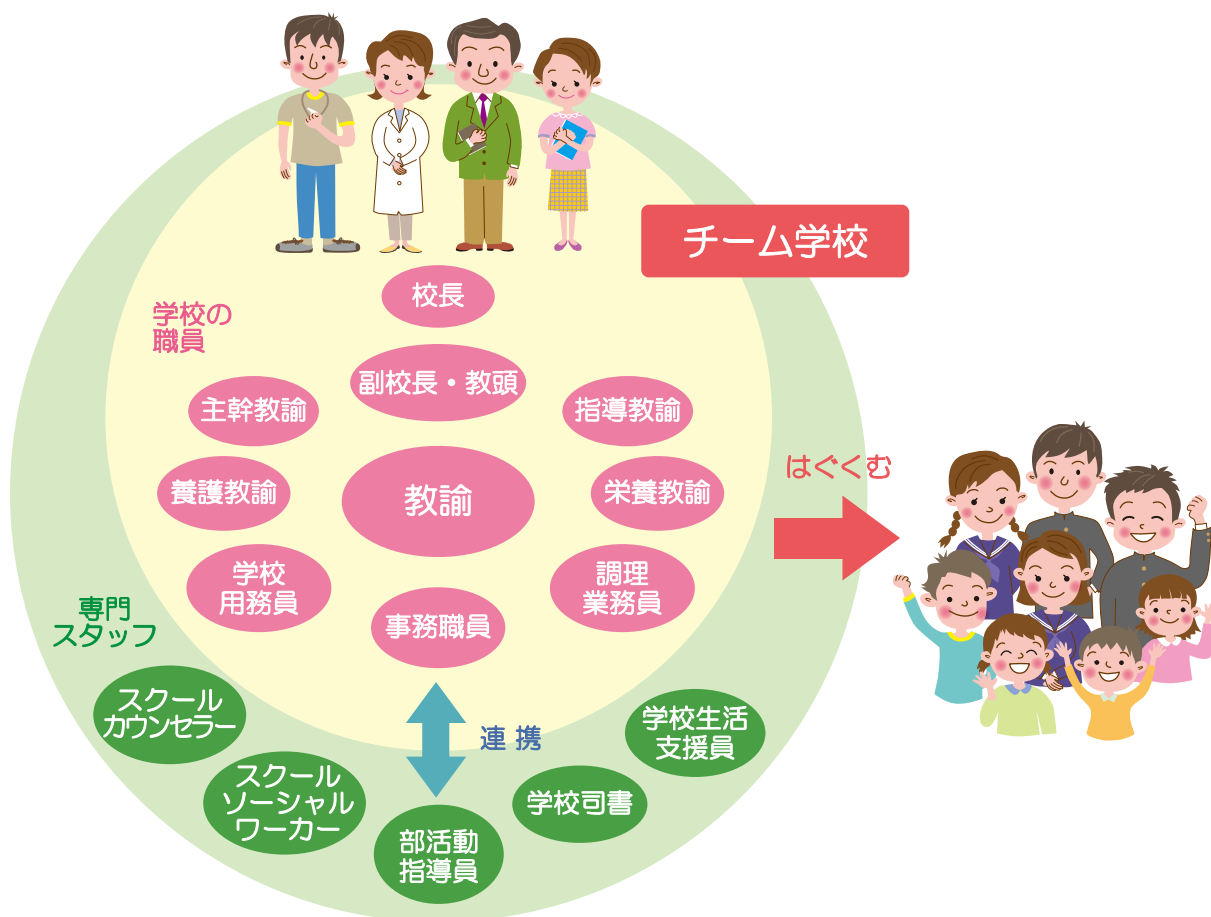 チーム学校
学校の
職員
校長
副校長・教頭
主幹教諭
指導教諭
養護教諭
教諭
栄養教諭
学校
用務員
事務職員
調理
業務員
はぐくむ
専門
スタッフ
連携
スクール
カウンセラー
スクール
ソーシャル
ワーカー
部活動
指導員
学校司書
学校生活
支援員